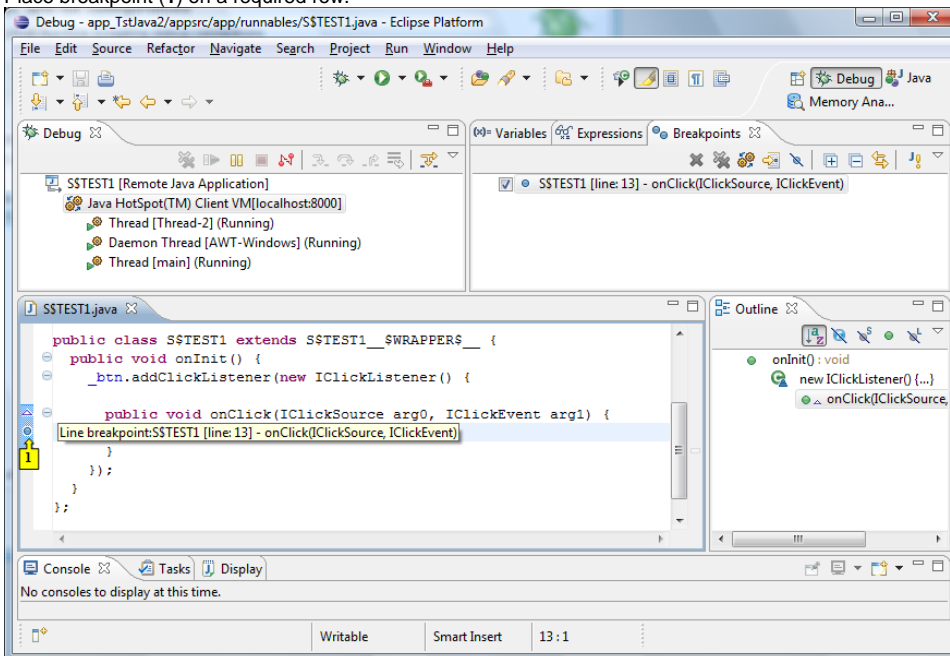 Place breakpoint (1) on a required row.
Debug - app_TstJava2/appsrc/app/runnables/S$TEST1.java - Eclipse Platform
File Edit Source Refactor Navigate Search Project Run Window Help
Debug Java
Memory Ana...
Debug
(x)= Variables Expressions Breakpoints
S$TEST1 [Remote Java Application]
Java HotSpot(TM) Client VM[localhost:8000]
Thread [Thread-2] (Running)
Daemon Thread [AWT-Windows] (Running)
Thread [main] (Running)
S$TEST1 [line: 13] - onClick(IClickSource, IClickEvent)
S$TEST1.java
public class S$TEST1 extends S$TEST1__$WRAPPER$__ {
public void onInit() {
_btn.addClickListener(new IClickListener() {
public void onClick(IClickSource arg0, IClickEvent arg1) {
Line breakpoint:S$TEST1 [line: 13] - onClick(IClickSource, IClickEvent)
1
}
});
}
};
Outline
onInit() : void
new IClickListener() {...}
onClick(IClickSource,
Console Tasks Display
No consoles to display at this time.
Writable Smart Insert 13 : 1